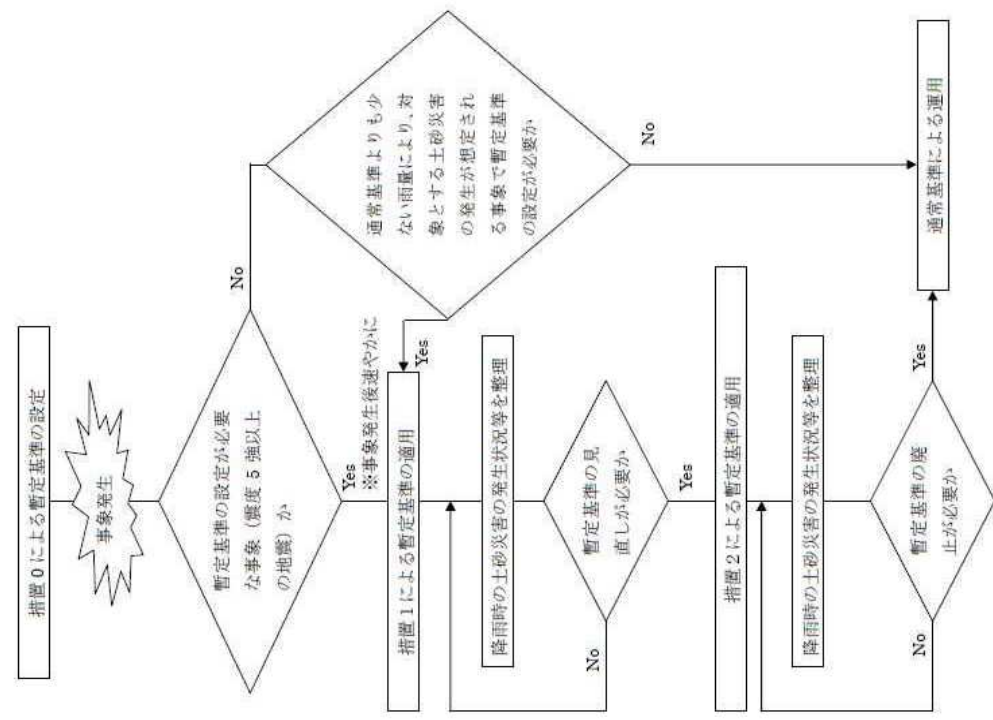 措置０による暫定基準の設定
事象発生
暫定基準の設定が必要
な事象（震度 5 強以上
の地震）か
No
通常基準よりも少
ない雨量により、対
象とする土砂災害
の発生が想定され
る事象で暫定基準
の設定が必要か
Yes
※事象発生後速やかに
Yes
No
措置１による暫定基準の適用
降雨時の土砂災害の発生状況等を整理
暫定基準の見
直しが必要か
No
Yes
措置２による暫定基準の適用
降雨時の土砂災害の発生状況等を整理
暫定基準の廃
止が必要か
No
Yes
通常基準による運用